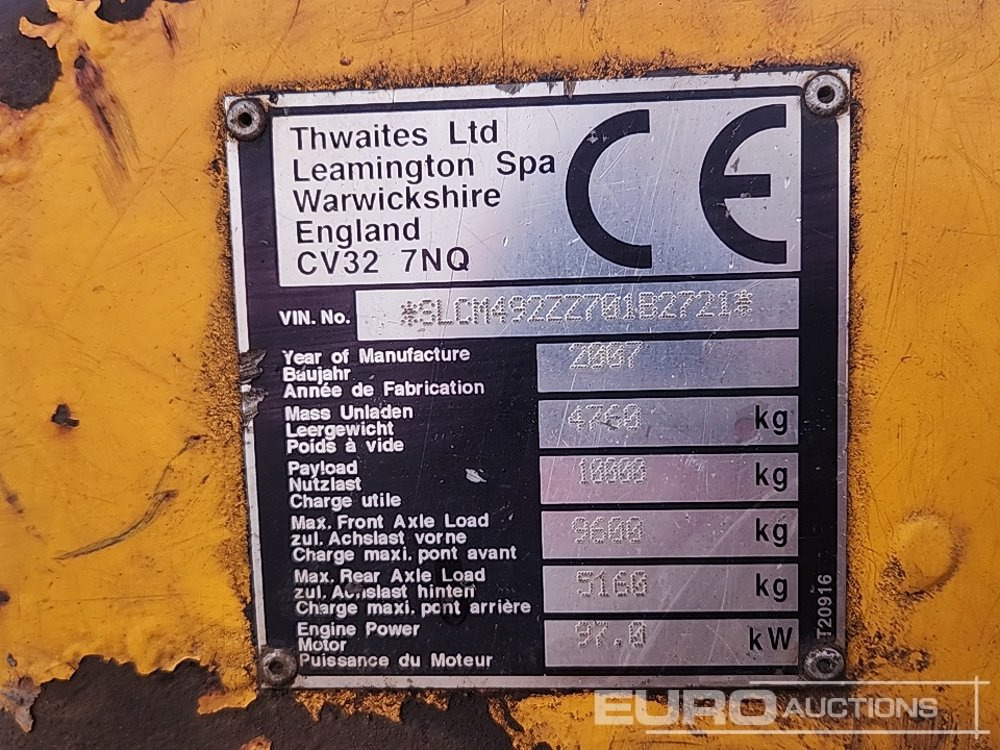 Thwaites Ltd
Leamington Spa
Warwickshire
England
CV32 7NQ
CE
VIN. No. *SLCM492ZZ701B2721*
Year of Manufacture
Baujahr
Année de Fabrication
2007
Mass Unladen
Leergewicht
Poids à vide
4760 kg
Payload
Nutzlast
Charge utile
10000 kg
Max. Front Axle Load
zul. Achslast vorne
Charge maxi. pont avant
9600 kg
Max. Rear Axle Load
zul. Achslast hinten
Charge maxi. pont arrière
5160 kg
Engine Power
Motor
Puissance du Moteur
97.0 kW
T20916
EURO AUCTIONS